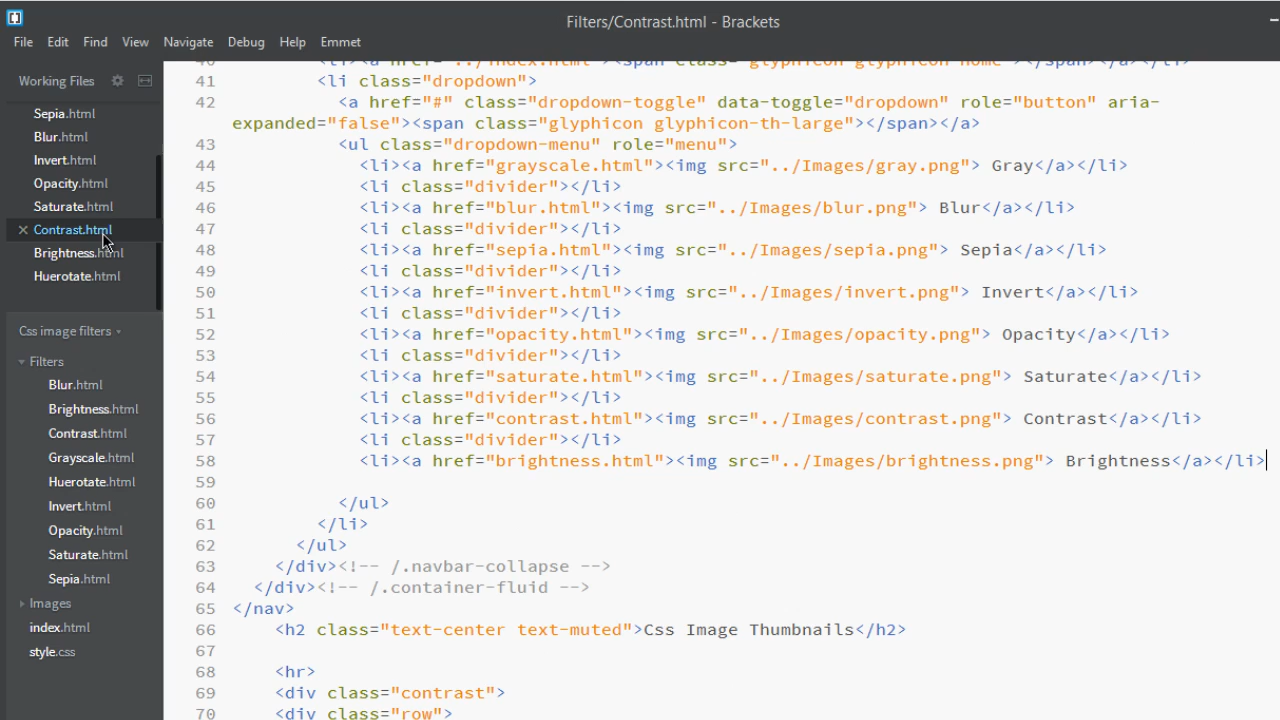 Filters/Contrast.html - Brackets
File Edit Find View Navigate Debug Help Emmet
Working Files
Sepia.html
Blur.html
Invert.html
Opacity.html
Saturate.html
Contrast.html
Brightness.html
Huerotate.html
Css image filters
Filters
Blur.html
Brightness.html
Contrast.html
Grayscale.html
Huerotate.html
Invert.html
Opacity.html
Saturate.html
Sepia.html
Images
index.html
style.css
40 <li><a href="../index.html"><span class="glyphicon glyphicon-home"></span></a></li>
41 <li class="dropdown">
42 <a href="#" class="dropdown-toggle" data-toggle="dropdown" role="button" aria-
expanded="false"><span class="glyphicon glyphicon-th-large"></span></a>
43 <ul class="dropdown-menu" role="menu">
44 <li><a href="grayscale.html"><img src="../Images/gray.png"> Gray</a></li>
45 <li class="divider"></li>
46 <li><a href="blur.html"><img src="../Images/blur.png"> Blur</a></li>
47 <li class="divider"></li>
48 <li><a href="sepia.html"><img src="../Images/sepia.png"> Sepia</a></li>
49 <li class="divider"></li>
50 <li><a href="invert.html"><img src="../Images/invert.png"> Invert</a></li>
51 <li class="divider"></li>
52 <li><a href="opacity.html"><img src="../Images/opacity.png"> Opacity</a></li>
53 <li class="divider"></li>
54 <li><a href="saturate.html"><img src="../Images/saturate.png"> Saturate</a></li>
55 <li class="divider"></li>
56 <li><a href="contrast.html"><img src="../Images/contrast.png"> Contrast</a></li>
57 <li class="divider"></li>
58 <li><a href="brightness.html"><img src="../Images/brightness.png"> Brightness</a></li>
59
60 </ul>
61 </li>
62 </ul>
63 </div><!-- /.navbar-collapse -->
64 </div><!-- /.container-fluid -->
65 </nav>
66 <h2 class="text-center text-muted">Css Image Thumbnails</h2>
67
68 <hr>
69 <div class="contrast">
70 <div class="row">